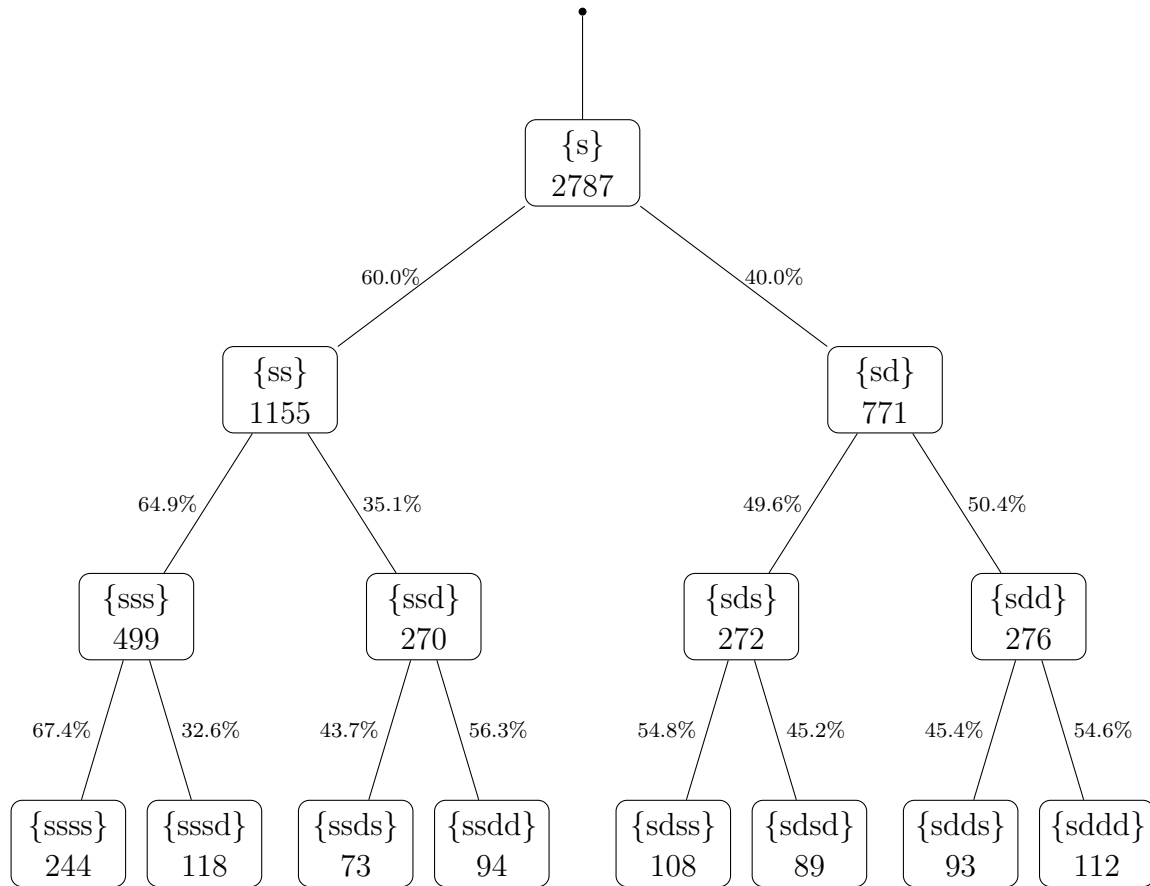 {s}
2787
60.0%
40.0%
{ss}
1155
{sd}
771
64.9%
35.1%
49.6%
50.4%
{sss}
499
{ssd}
270
{sds}
272
{sdd}
276
67.4%
32.6%
43.7%
56.3%
54.8%
45.2%
45.4%
54.6%
{ssss}
244
{sssd}
118
{ssds}
73
{ssdd}
94
{sdss}
108
{sdsd}
89
{sdds}
93
{sddd}
112